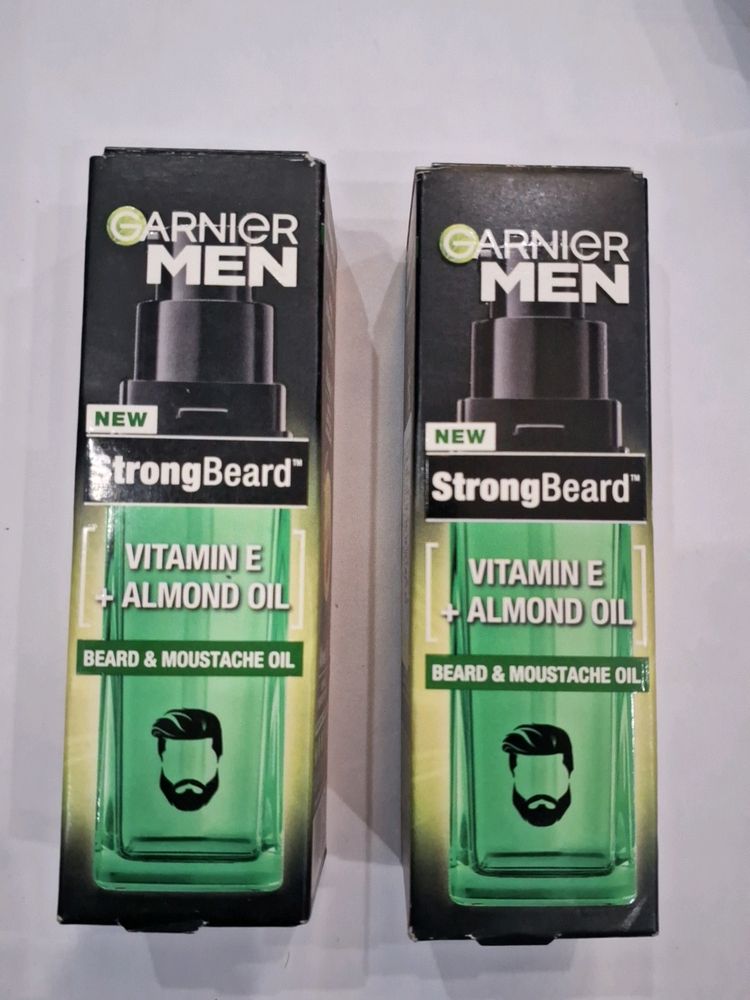 GARNIER
MEN
NEW
StrongBeard™
VITAMIN E
+ ALMOND OIL
BEARD & MOUSTACHE OIL
GARNIER
MEN
NEW
StrongBeard™
VITAMIN E
+ ALMOND OIL
BEARD & MOUSTACHE OIL